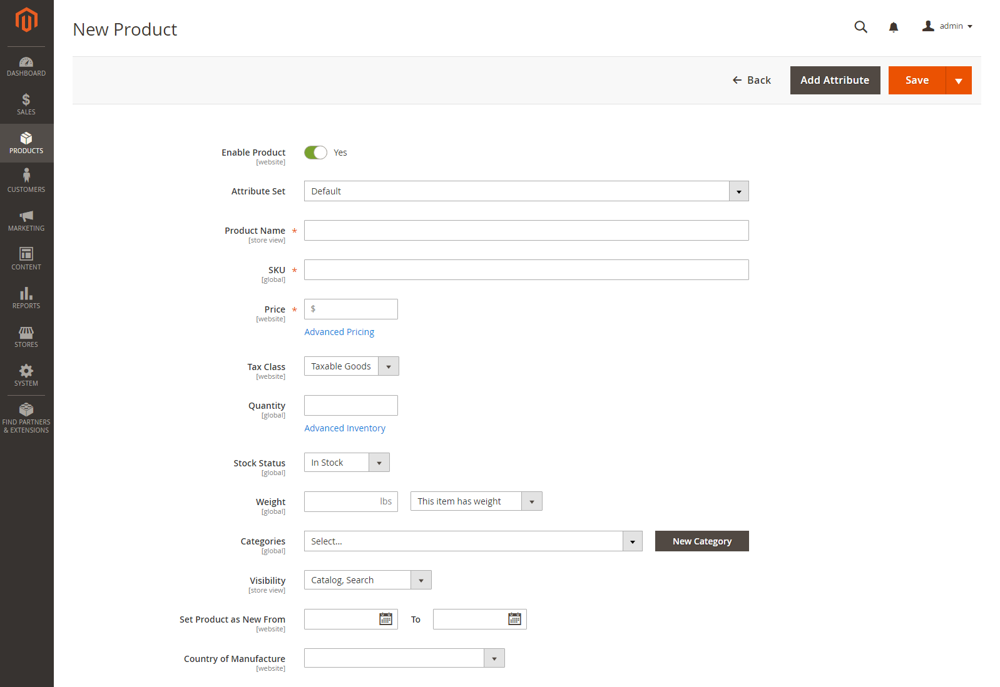 New Product
admin
DASHBOARD
SALES
PRODUCTS
CUSTOMERS
MARKETING
CONTENT
REPORTS
STORES
SYSTEM
FIND PARTNERS
& EXTENSIONS
Back
Add Attribute
Save
Enable Product
[website]
Yes
Attribute Set
Default
Product Name *
[store view]
SKU *
[global]
Price *
[website]
$
Advanced Pricing
Tax Class
[website]
Taxable Goods
Quantity
[global]
Advanced Inventory
Stock Status
[global]
In Stock
Weight
[global]
lbs
This item has weight
Categories
[global]
Select...
New Category
Visibility
[store view]
Catalog, Search
Set Product as New From
[website]
To
Country of Manufacture
[website]